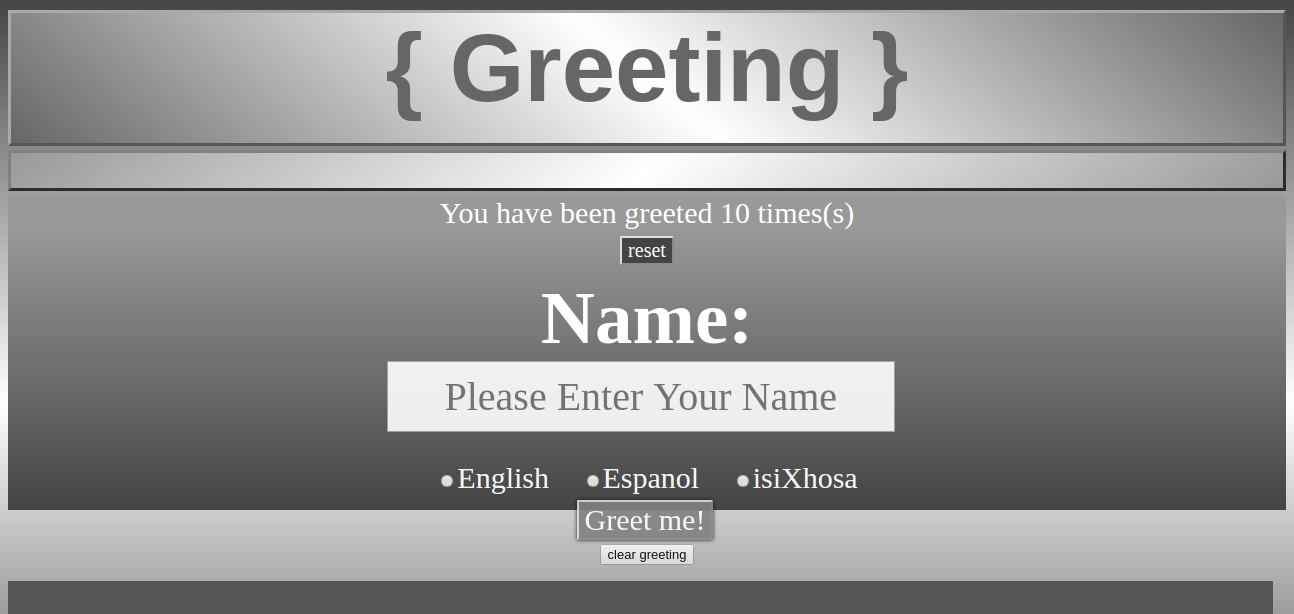 { Greeting }
You have been greeted 10 times(s)
reset
Name:
Please Enter Your Name
English Espanol isiXhosa
Greet me!
clear greeting